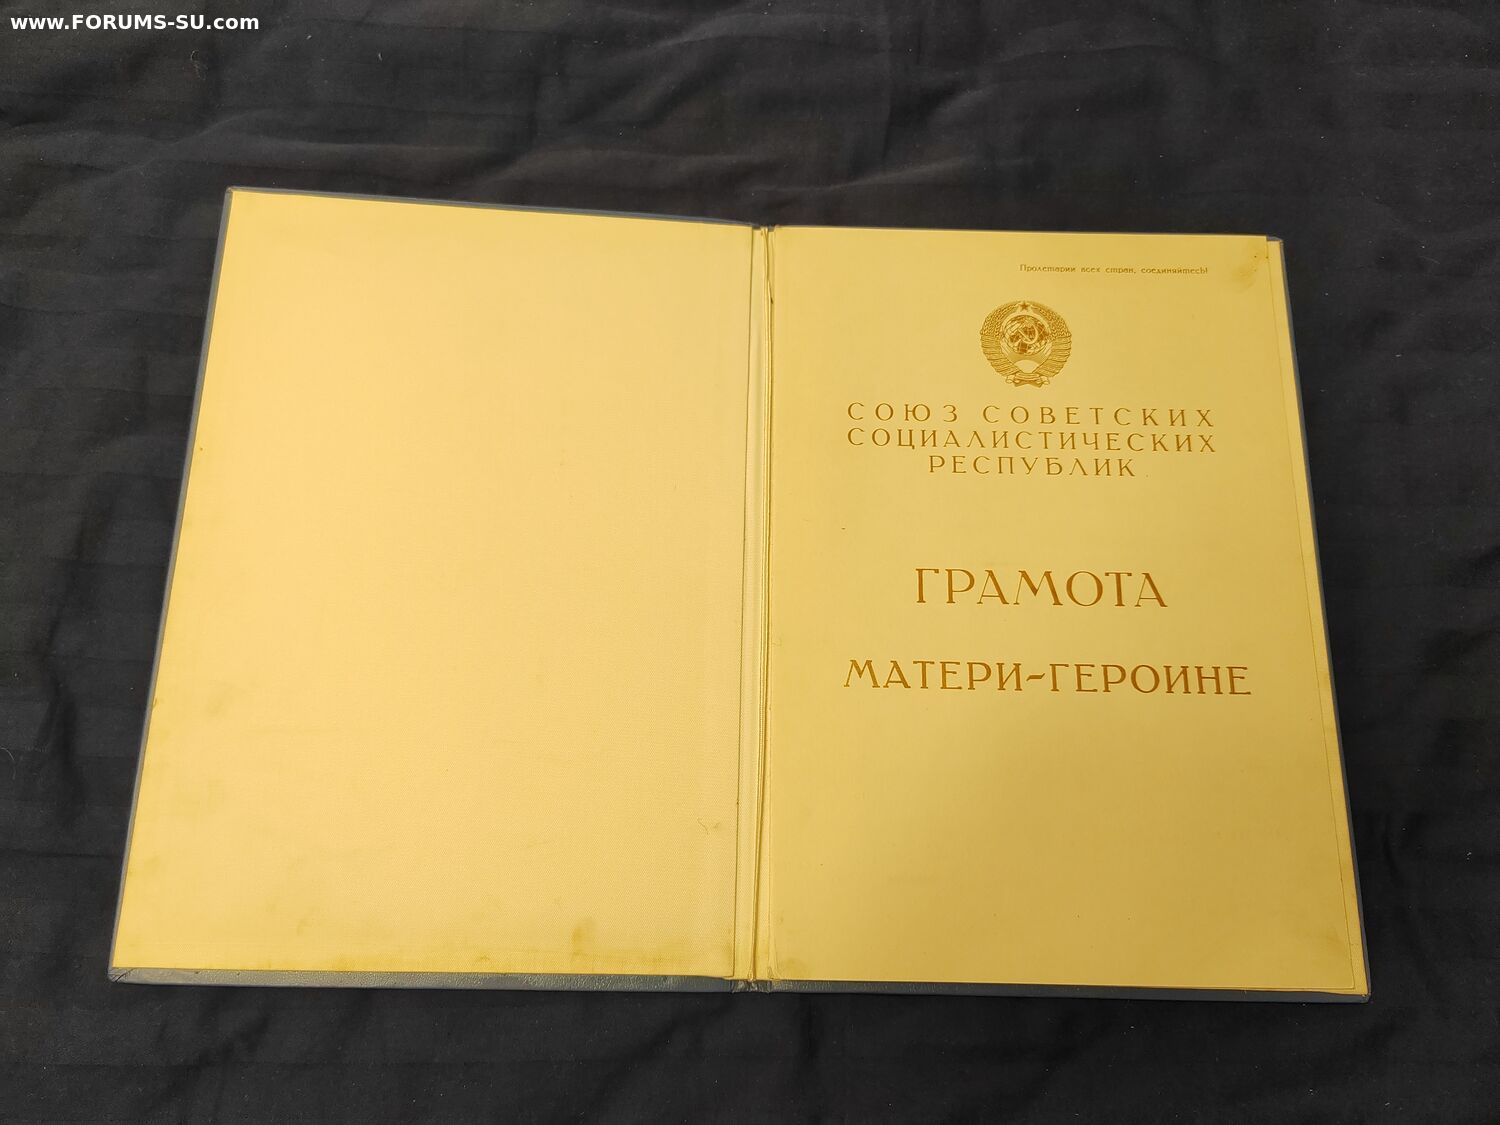 www.FORUMS-SU.com
Пролетарии всех стран, соединяйтесь!
СОЮЗ СОВЕТСКИХ
СОЦИАЛИСТИЧЕСКИХ
РЕСПУБЛИК
ГРАМОТА
МАТЕРИ-ГЕРОИНЕ